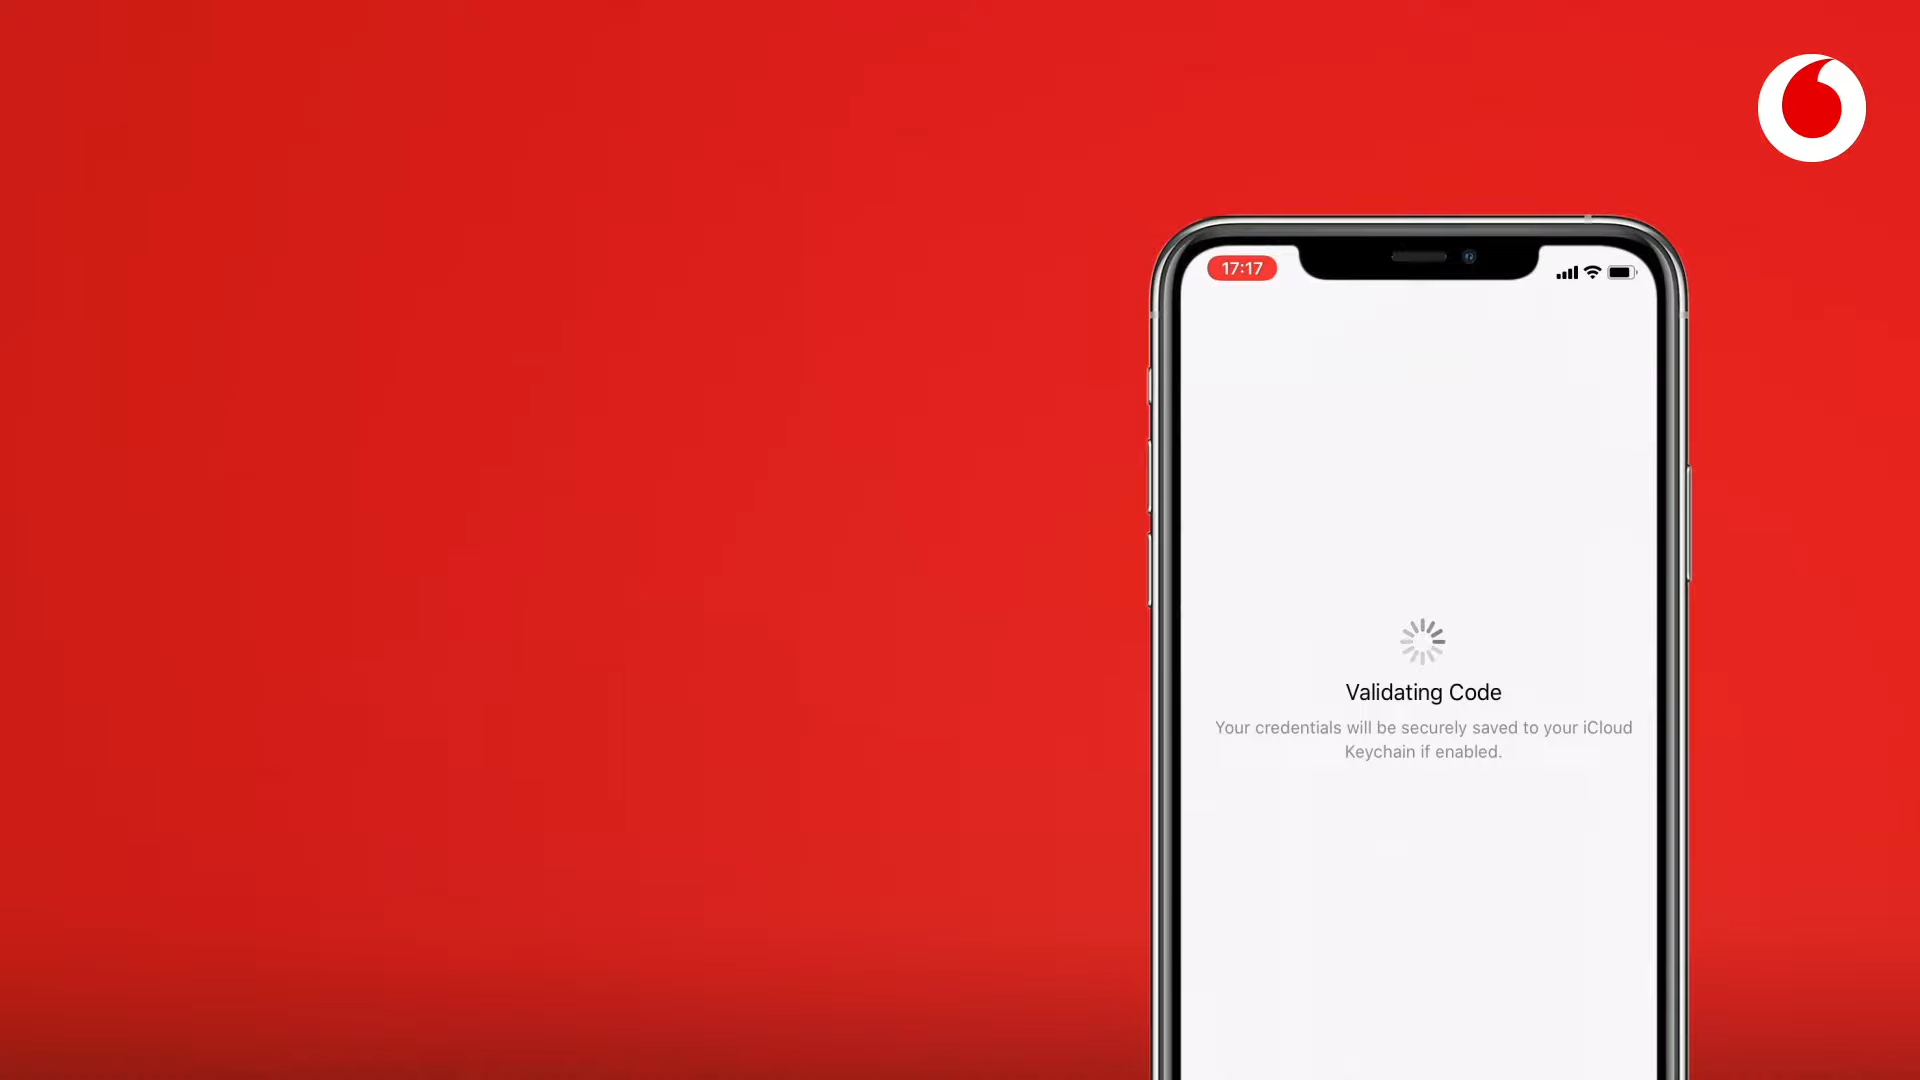 17:17
Validating Code
Your credentials will be securely saved to your iCloud
Keychain if enabled.